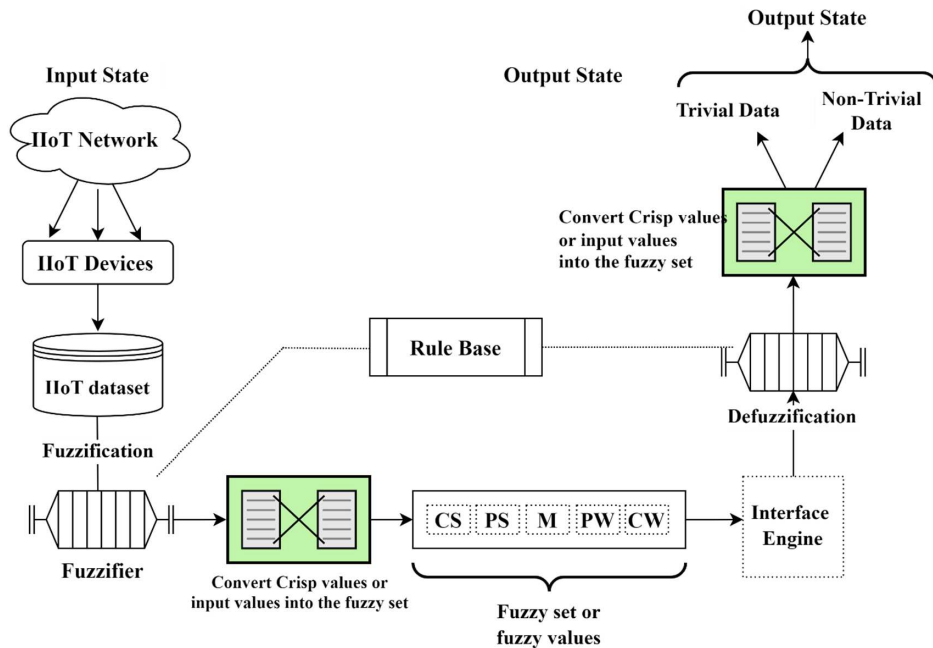 Input State
IIoT Network
IIoT Devices
IIoT dataset
Fuzzification
Fuzzifier
Convert Crisp values or
input values into the fuzzy set
CS PS M PW CW
Fuzzy set or
fuzzy values
Interface
Engine
Rule Base
Defuzzification
Convert Crisp values
or input values
into the fuzzy set
Output State
Trivial Data
Non-Trivial
Data
Output State